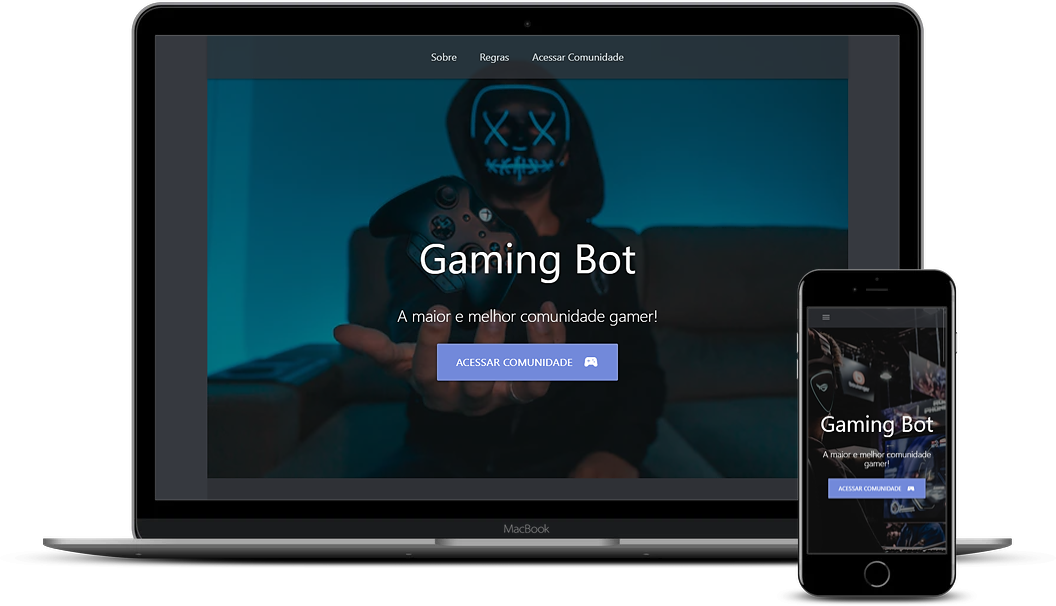 Sobre Regras Acessar Comunidade
Gaming Bot
A maior e melhor comunidade gamer!
ACESSAR COMUNIDADE
MacBook
Gaming Bot
A maior e melhor comunidade
gamer!
ACESSAR COMUNIDADE